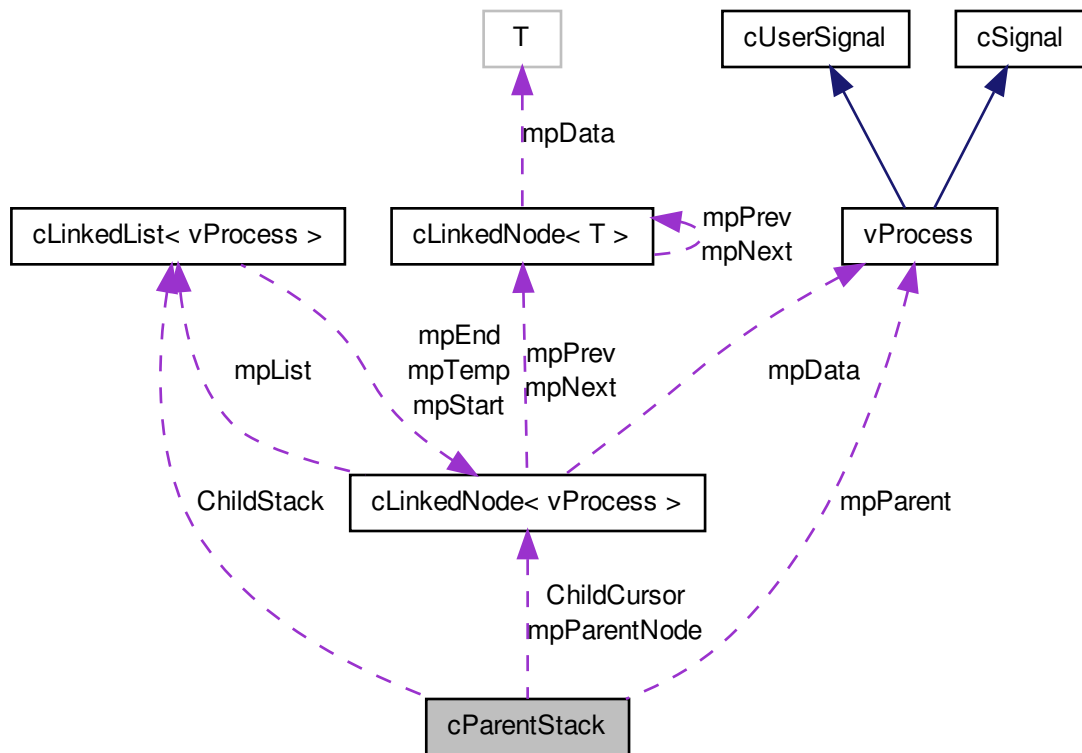 T
cUserSignal
cSignal
mpData
cLinkedList< vProcess >
cLinkedNode< T >
mpPrev
mpNext
vProcess
mpList
mpEnd
mpTemp
mpStart
mpPrev
mpNext
mpData
ChildStack
cLinkedNode< vProcess >
mpParent
ChildCursor
mpParentNode
cParentStack